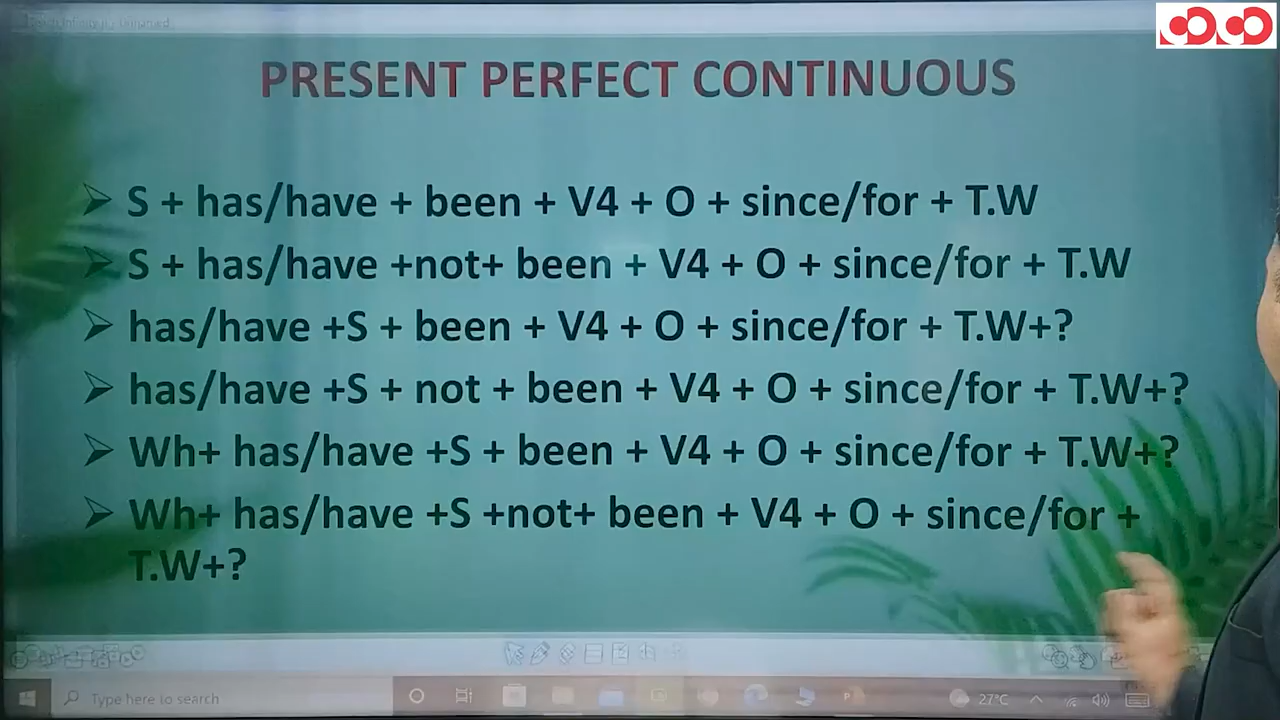 PRESENT PERFECT CONTINUOUS
➢ S + has/have + been + V4 + O + since/for + T.W
➢ S + has/have +not+ been + V4 + O + since/for + T.W
➢ has/have +S + been + V4 + O + since/for + T.W+?
➢ has/have +S + not + been + V4 + O + since/for + T.W+?
➢ Wh+ has/have +S + been + V4 + O + since/for + T.W+?
➢ Wh+ has/have +S +not+ been + V4 + O + since/for +
T.W+?
Type here to search
27°C